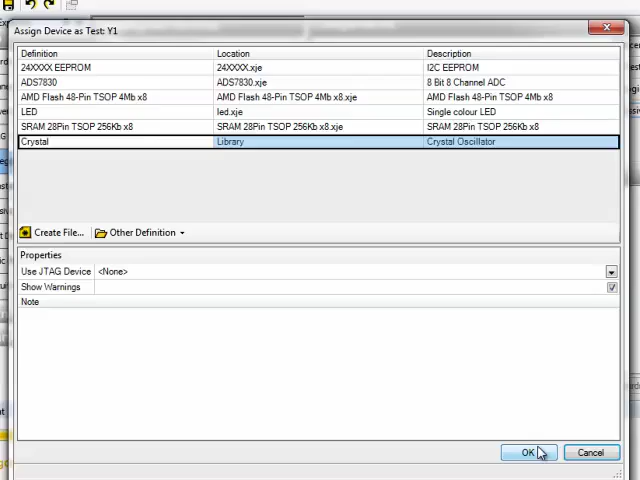 Assign Device as Test: Y1
Definition Location Description
24XXXX EEPROM 24XXXX.xje I2C EEPROM
ADS7830 ADS7830.xje 8 Bit 8 Channel ADC
AMD Flash 48-Pin TSOP 4Mb x8 AMD Flash 48-Pin TSOP 4Mb x8.xje AMD Flash 48-Pin TSOP 4Mb x8
LED led.xje Single colour LED
SRAM 28Pin TSOP 256Kb x8 SRAM 28Pin TSOP 256Kb x8.xje SRAM 28Pin TSOP 256Kb x8
Crystal Library Crystal Oscillator
Create File... Other Definition
Properties
Use JTAG Device <None>
Show Warnings
Note
OK Cancel